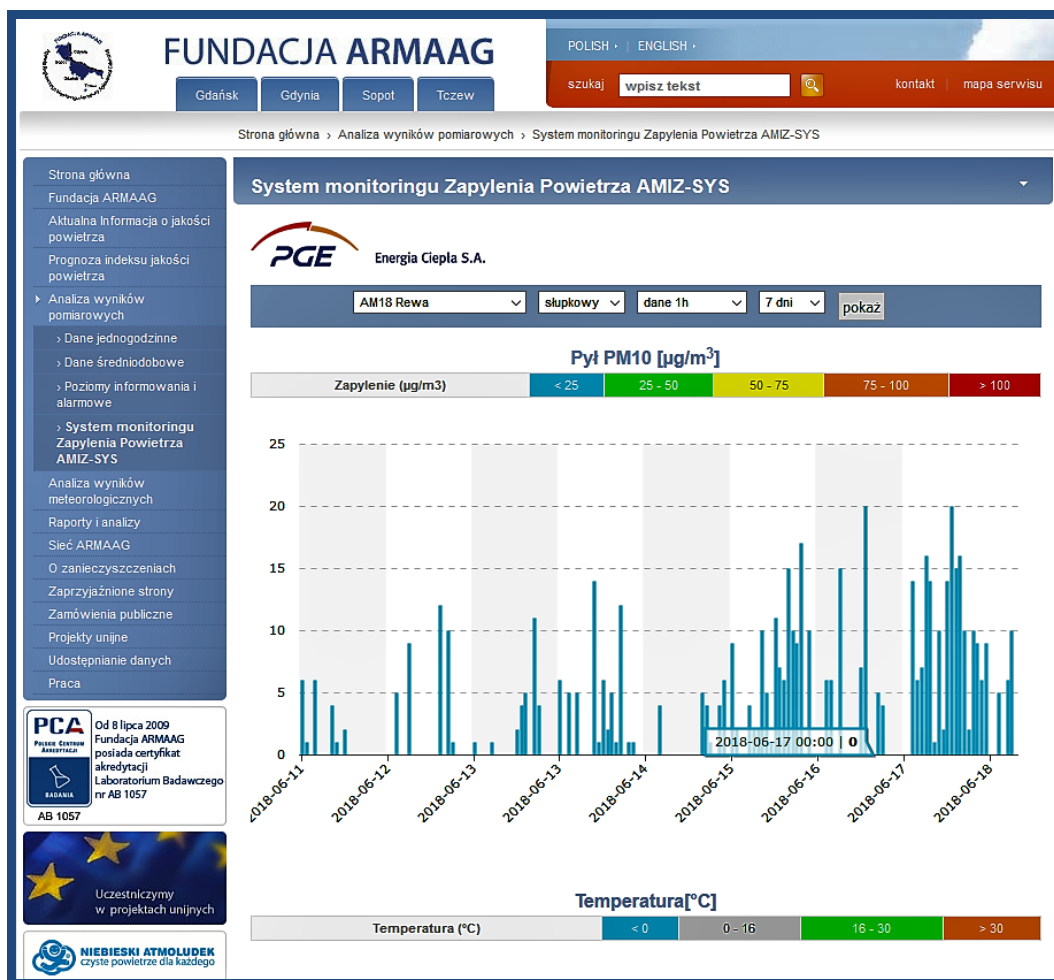 FUNDACJA ARMAAG
Gdańsk Gdynia Sopot Tczew
POLISH | ENGLISH
szukaj wpisz tekst kontakt | mapa serwisu
Strona główna › Analiza wyników pomiarowych › System monitoringu Zapylenia Powietrza AMIZ-SYS
Strona główna
Fundacja ARMAAG
Aktualna Informacja o jakości
powietrza
Prognoza indeksu jakości
powietrza
Analiza wyników
pomiarowych
› Dane jednogodzinne
› Dane średniodobowe
› Poziomy informowania i
alarmowe
› System monitoringu
Zapylenia Powietrza
AMIZ-SYS
Analiza wyników
meteorologicznych
Raporty i analizy
Sieć ARMAAG
O zanieczyszczeniach
Zaprzyjaźnione strony
Zamówienia publiczne
Projekty unijne
Udostępnianie danych
Praca
PCA
POLSKIE CENTRUM
AKREDYTACJI
BADANIA
AB 1057
Od 8 lipca 2009
Fundacja ARMAAG
posiada certyfikat
akredytacji
Laboratorium Badawczego
nr AB 1057
Uczestniczymy
w projektach unijnych
NIEBIESKI ATMOLUDEK
czyste powietrze dla każdego
System monitoringu Zapylenia Powietrza AMIZ-SYS
PGE Energia Ciepła S.A.
AM18 Rewa słupkowy dane 1h 7 dni pokaż
Pył PM10 [µg/m³]
Zapylenie (µg/m3) < 25 25 - 50 50 - 75 75 - 100 > 100
25
20
15
10
5
0
2018-06-17 00:00 | 0
2018-06-11 2018-06-12 2018-06-13 2018-06-13 2018-06-14 2018-06-15 2018-06-16 2018-06-17 2018-06-18
Temperatura[°C]
Temperatura (°C) < 0 0 - 16 16 - 30 > 30